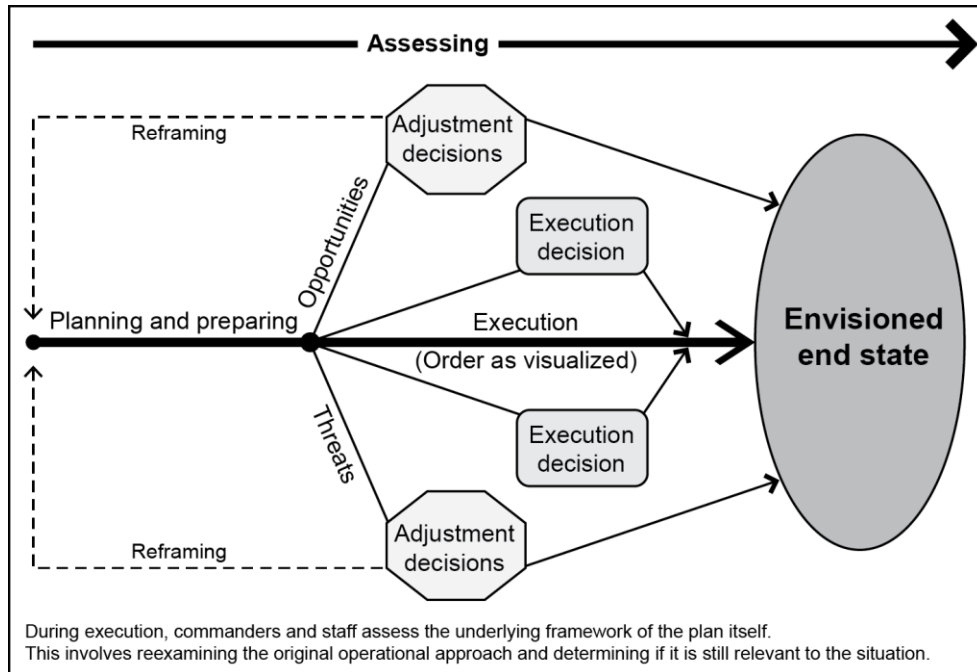 Assessing
Reframing
Adjustment
decisions
Opportunities
Execution
decision
Planning and preparing
Execution
(Order as visualized)
Envisioned
end state
Threats
Execution
decision
Reframing
Adjustment
decisions
During execution, commanders and staff assess the underlying framework of the plan itself.
This involves reexamining the original operational approach and determining if it is still relevant to the situation.